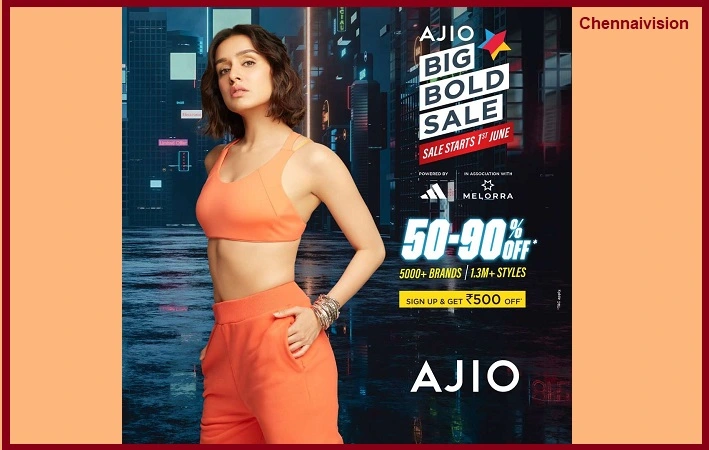 Chennaivision
AJIO
BIG
BOLD
SALE
SALE STARTS 1ST JUNE
POWERED BY
IN ASSOCIATION WITH
MELORRA
50-90% OFF*
5000+ BRANDS | 1.3M+ STYLES
SIGN UP & GET ₹500 OFF*
*T&C apply
AJIO